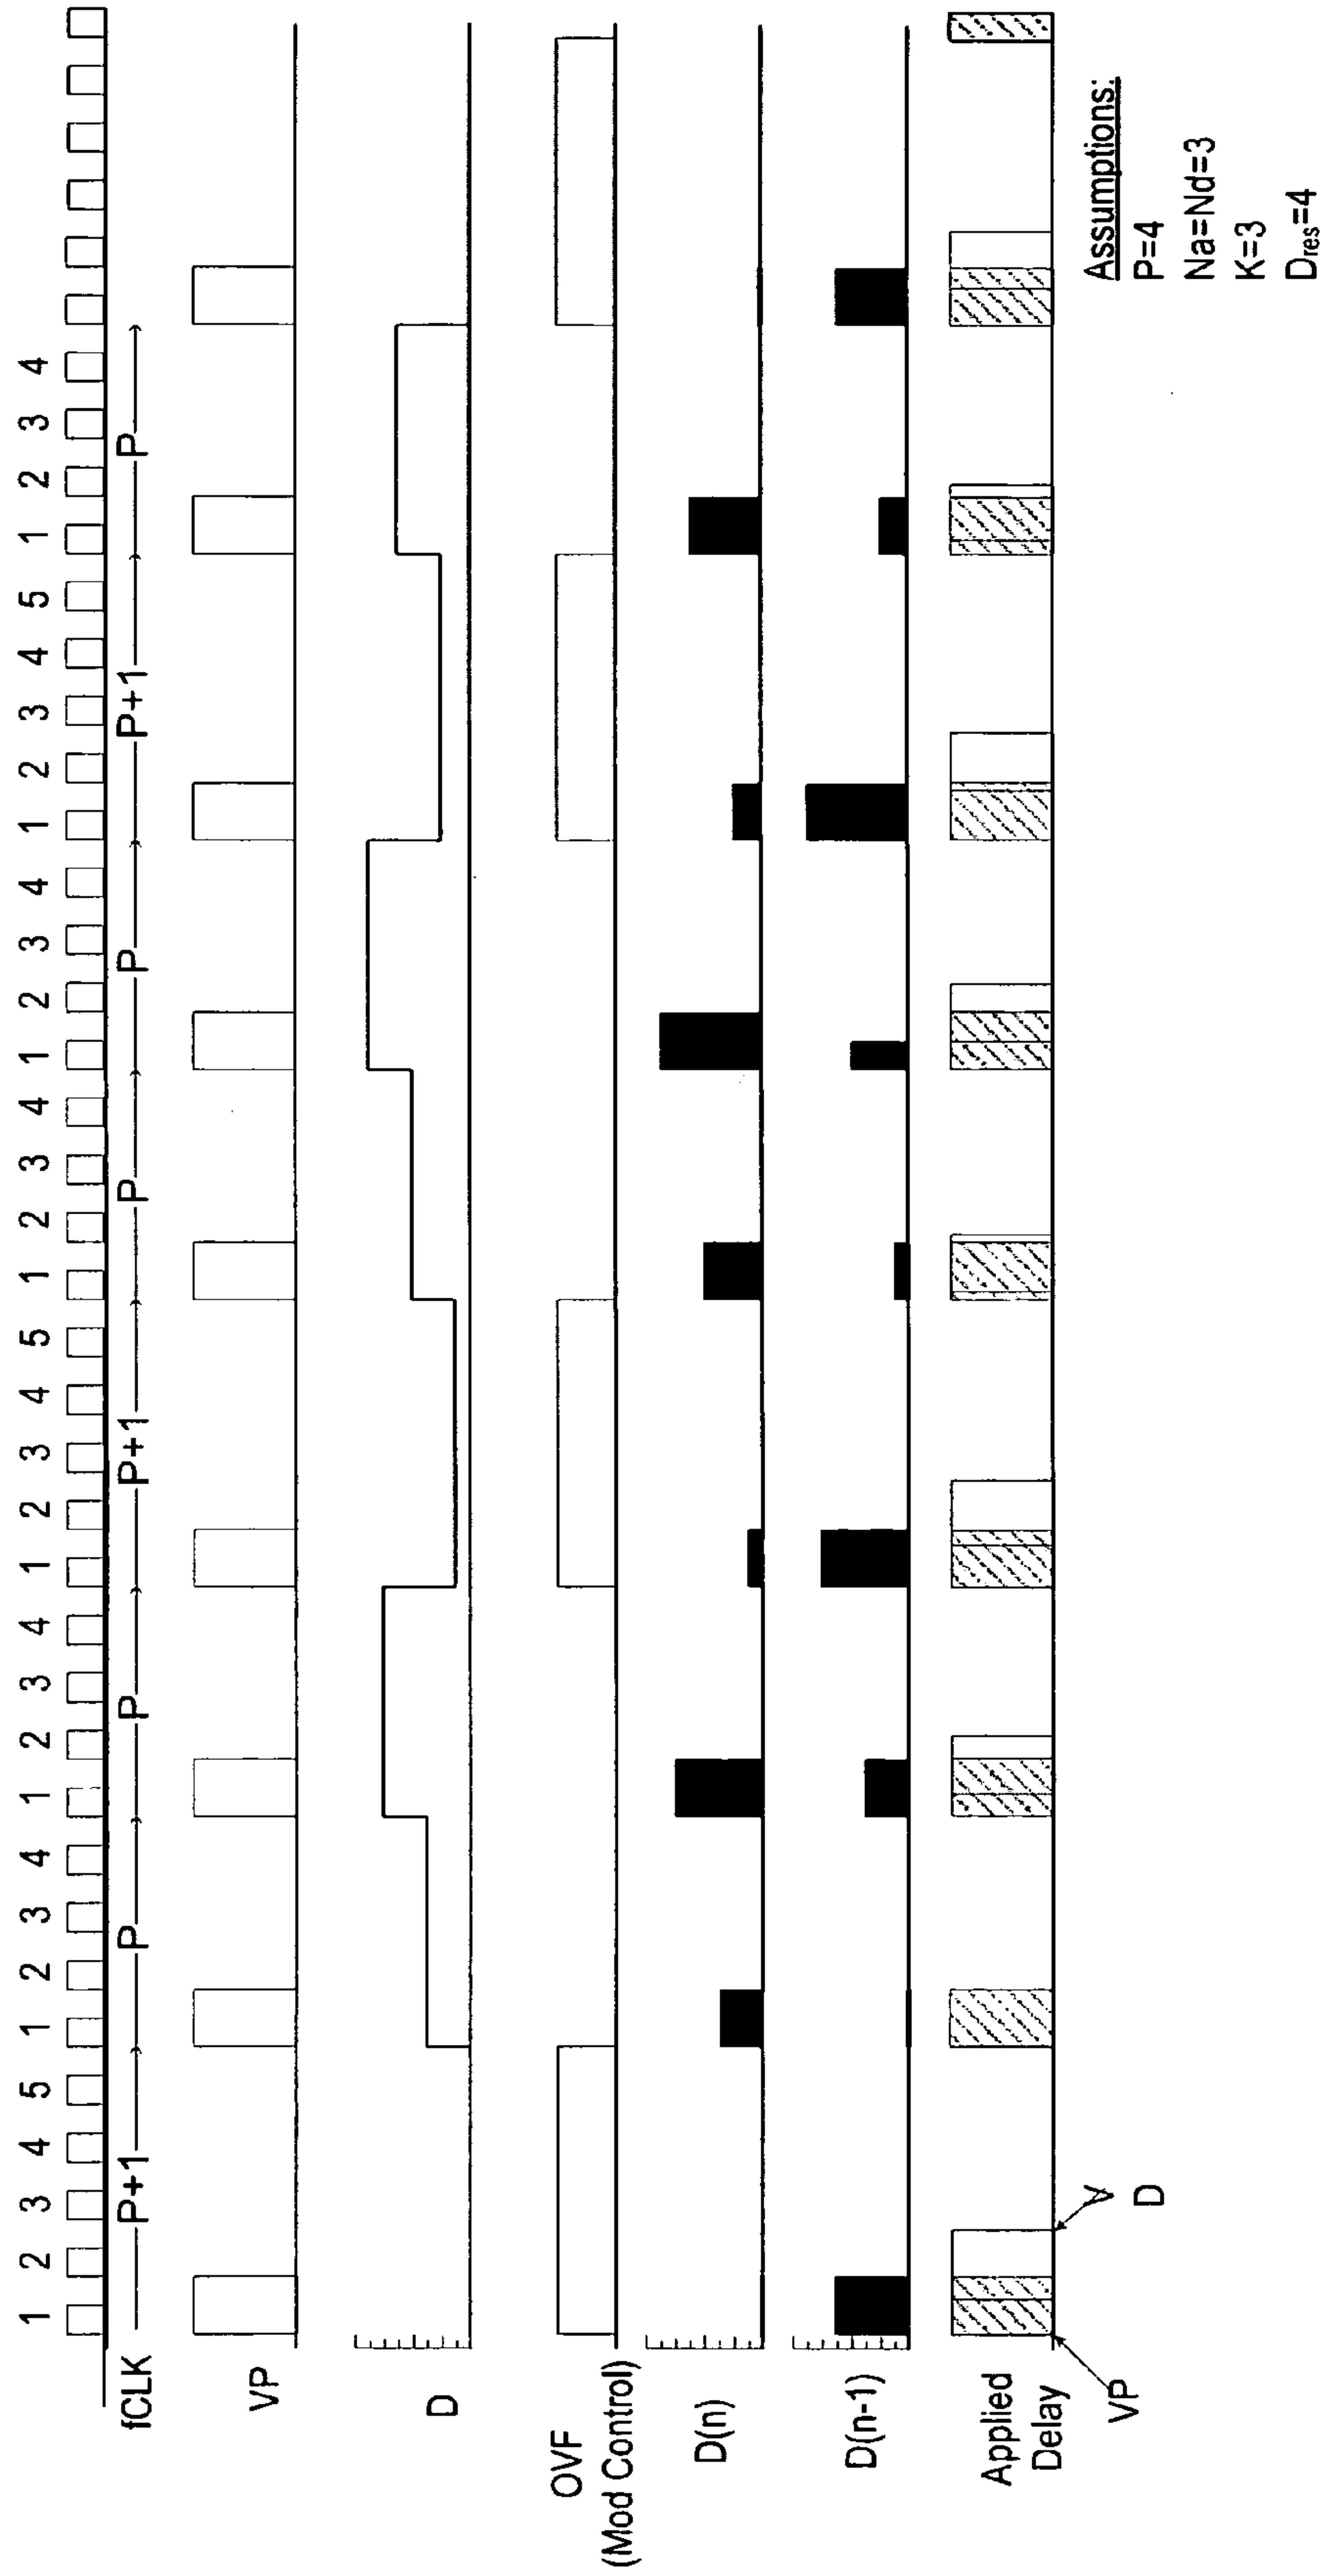 1 2 3 4 5 1 2 3 4 1 2 3 4 1 2 3 4 5 1 2 3 4 1 2 3 4 1 2 3 4 5 1 2 3 4
fCLK
P+1 P P P+1 P P P+1 P
VP
D
OVF
(Mod Control)
D(n)
D(n-1)
Applied
Delay
VP
V
D
Assumptions:
P=4
Na=Nd=3
K=3
Dres=4